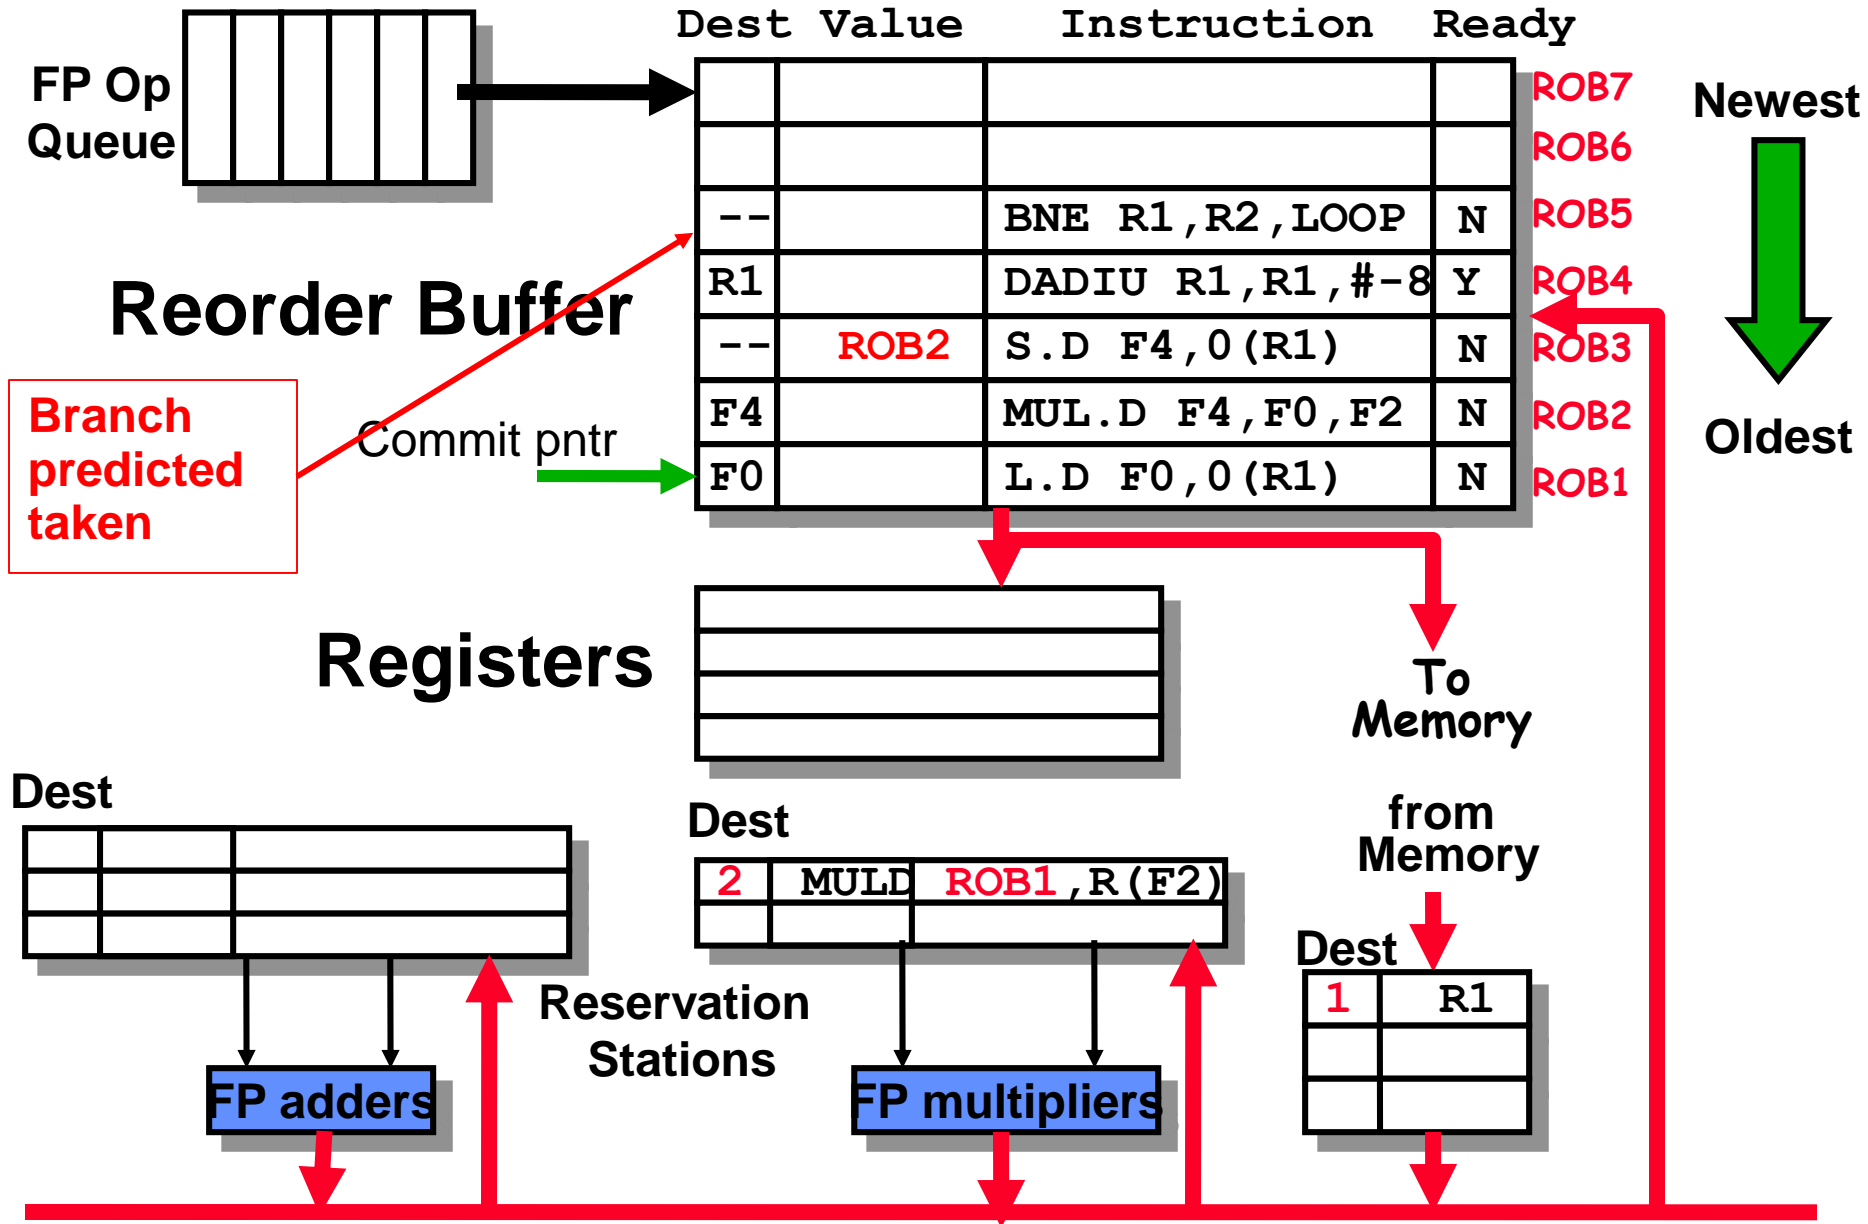 Dest Value Instruction Ready
FP Op
Queue
ROB7
Newest
ROB6
-- BNE R1,R2,LOOP N ROB5
Reorder Buffer
R1 DADIU R1,R1,#-8 Y ROB4
-- ROB2 S.D F4,0(R1) N ROB3
Branch
predicted
taken
Commit pntr
F4 MUL.D F4,F0,F2 N ROB2
Oldest
F0 L.D F0,0(R1) N ROB1
Registers
To
Memory
Dest
Dest
from
Memory
2 MULD ROB1,R(F2)
Dest
1 R1
Reservation
Stations
FP adders
FP multipliers